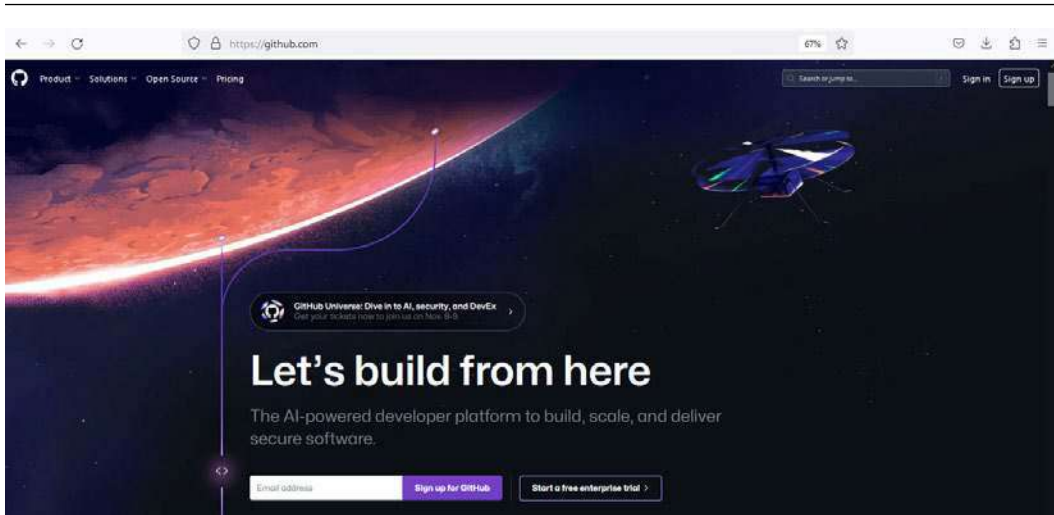 https://github.com
67%
Product Solutions Open Source Pricing
Search or jump to...
Sign in Sign up
GitHub Universe: Dive in to AI, security, and DevEx
Get your tickets now to join us on Nov. 8-9
Let's build from here
The AI-powered developer platform to build, scale, and deliver
secure software.
Email address
Sign up for GitHub
Start a free enterprise trial